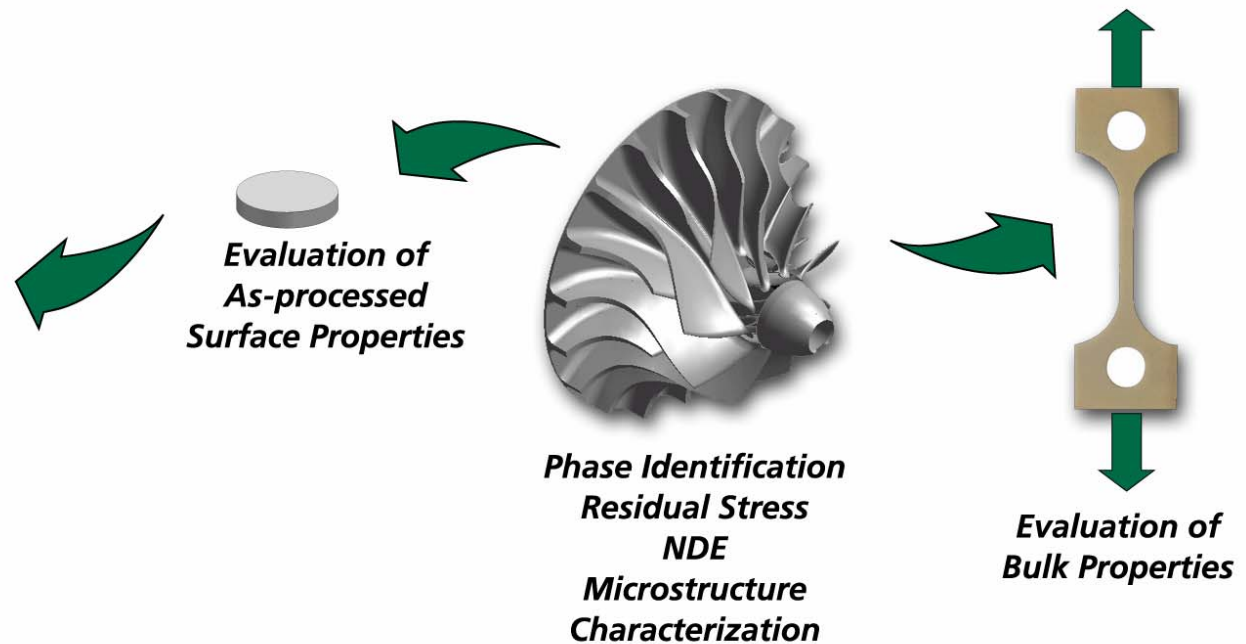 Evaluation of
As-processed
Surface Properties
Phase Identification
Residual Stress
NDE
Microstructure
Characterization
Evaluation of
Bulk Properties